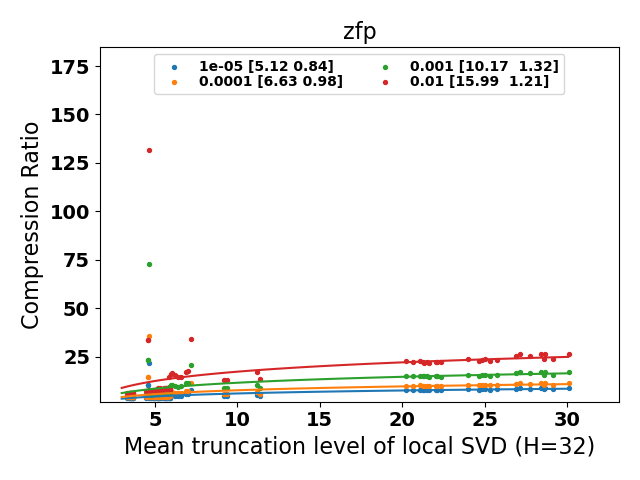 zfp
1e-05 [5.12 0.84]
0.0001 [6.63 0.98]
0.001 [10.17  1.32]
0.01 [15.99  1.21]
Compression Ratio
175
150
125
100
75
50
25
5 10 15 20 25 30
Mean truncation level of local SVD (H=32)